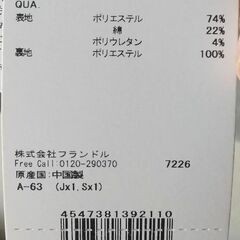 QUA.
表地 ポリエステル 74%
綿 22%
ポリウレタン 4%
裏地 ポリエステル 100%
株式会社フランドル
Free Call:0120-290370 7226
原産国:中国製
A-63 (Jx1.Sx1)
4547381392110